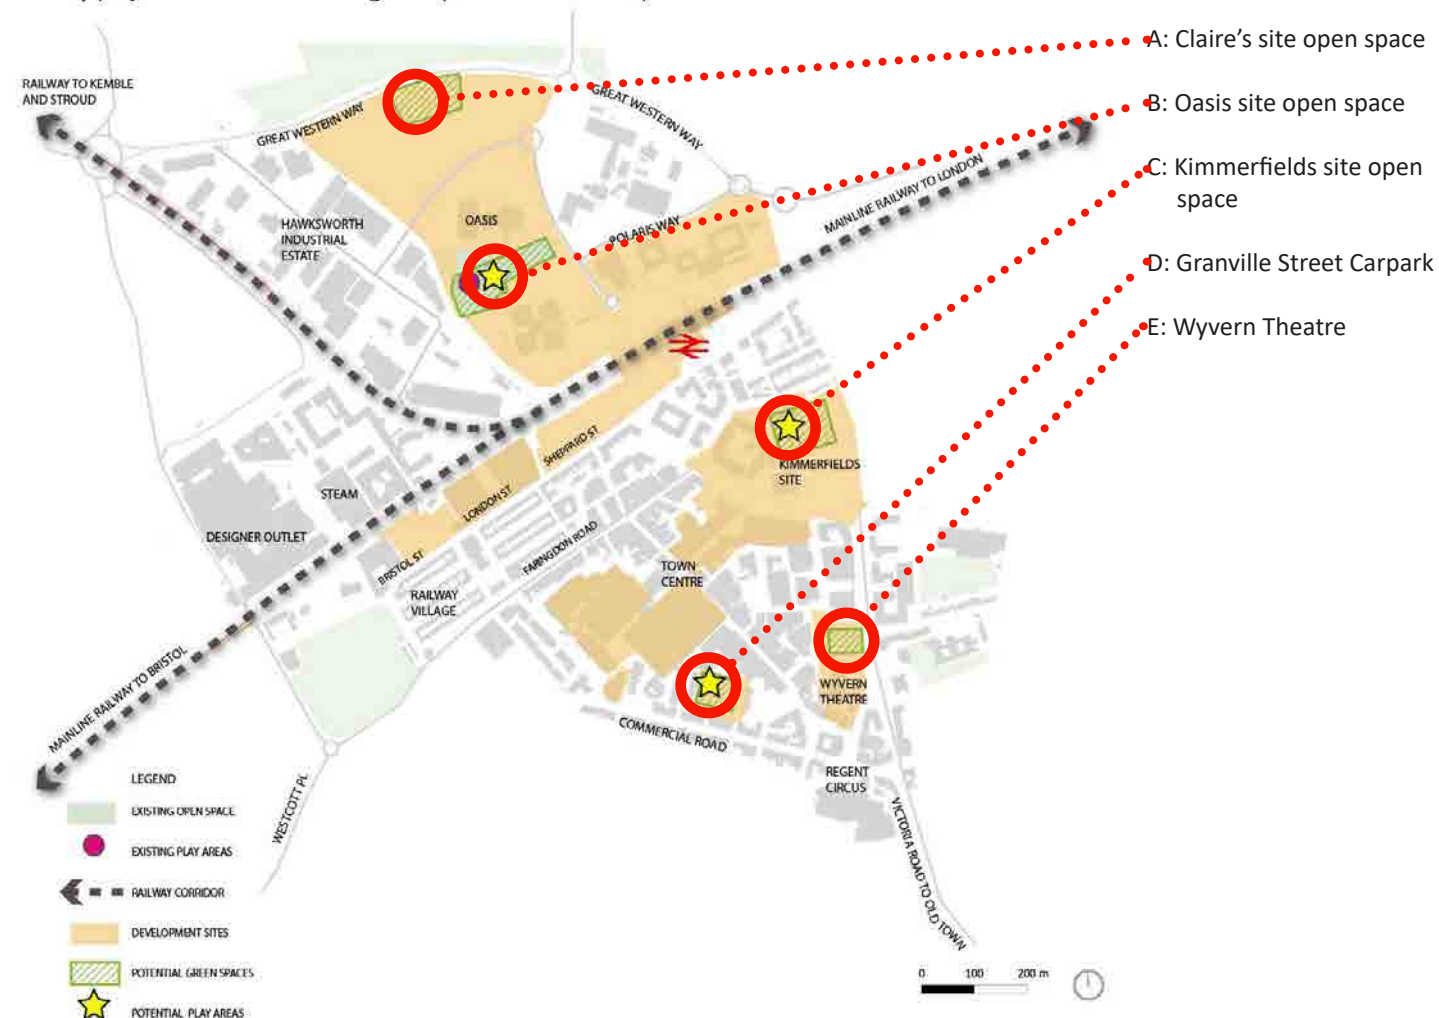 A: Claire's site open space
B: Oasis site open space
C: Kimmerfields site open
space
D: Granville Street Carpark
E: Wyvern Theatre
RAILWAY TO KEMBLE
AND STROUD
GREAT WESTERN WAY
GREAT WESTERN WAY
MAINLINE RAILWAY TO LONDON
HAWKSWORTH
INDUSTRIAL
ESTATE
OASIS
POLARIS WAY
SHEPPARD ST
KIMMERFIELDS
SITE
STEAM
LONDON ST
DESIGNER OUTLET
BRISTOL ST
FARINGDON ROAD
TOWN
CENTRE
RAILWAY
VILLAGE
MAINLINE RAILWAY TO BRISTOL
WYVERN
THEATRE
COMMERCIAL ROAD
REGENT
CIRCUS
WESTCOTT PL
VICTORIA ROAD TO OLD TOWN
LEGEND
EXISTING OPEN SPACE
EXISTING PLAY AREAS
RAILWAY CORRIDOR
DEVELOPMENT SITES
POTENTIAL GREEN SPACES
POTENTIAL PLAY AREAS
0 100 200 m